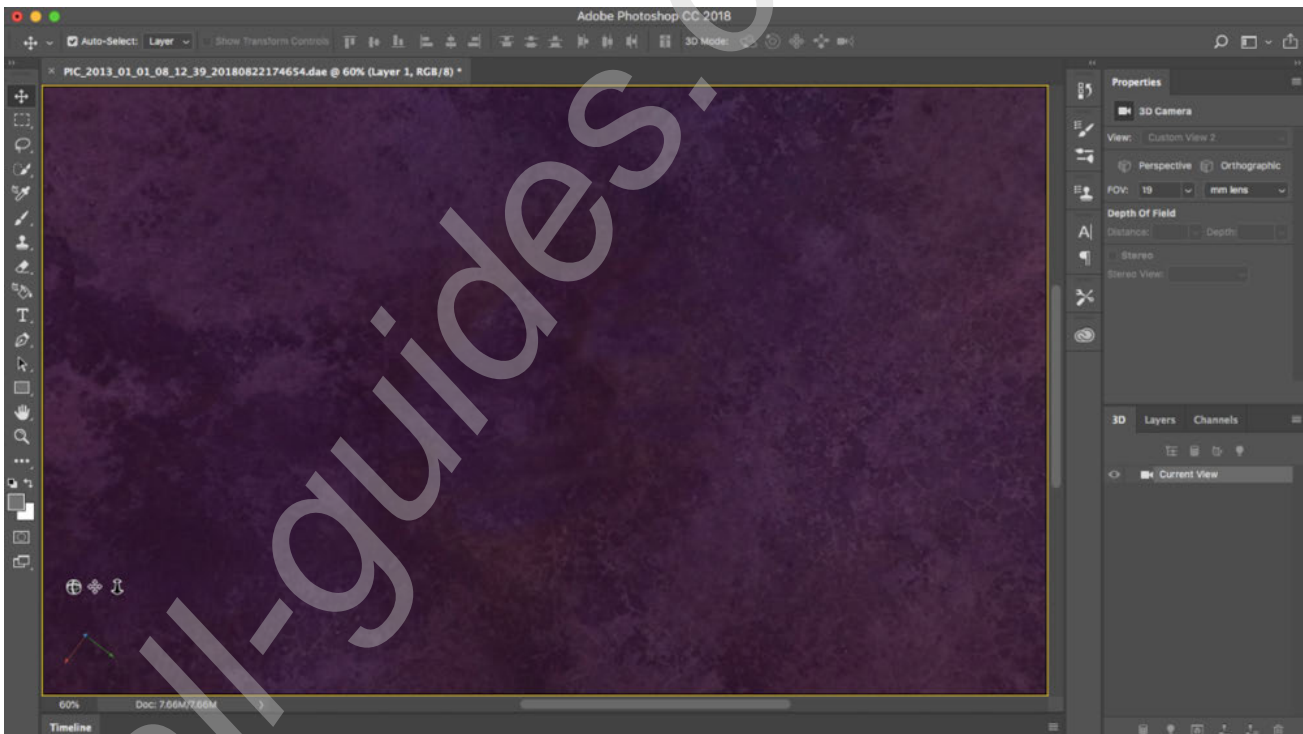 Adobe Photoshop CC 2018
Auto-Select: Layer Show Transform Controls 3D Mode:
× PIC_2013_01_01_08_12_39_20180822174654.dae @ 60% (Layer 1, RGB/8) *
Properties
3D Camera
View: Custom View 2
Perspective Orthographic
FOV: 19 mm lens
Depth Of Field
Distance: Depth:
Stereo
Stereo View:
3D Layers Channels
Current View
60% Doc: 7.66M/7.66M
Timeline
all-guides.